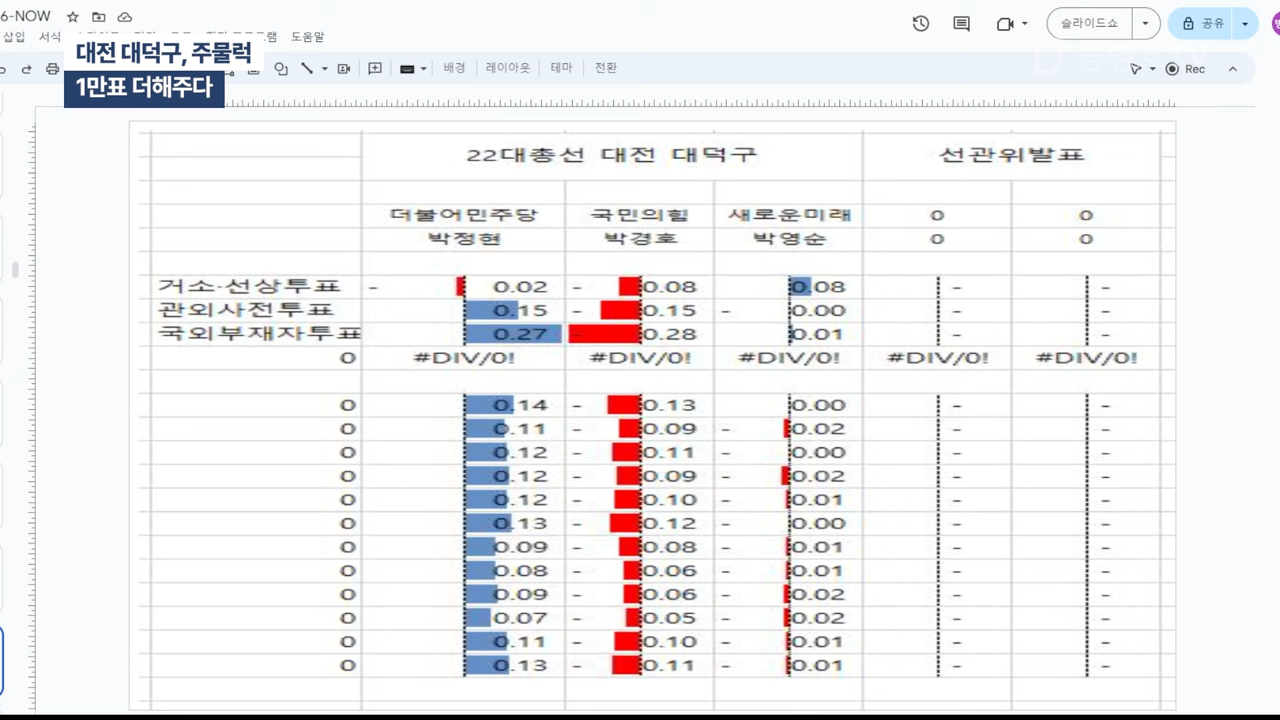 6-NOW
삽입 서식 도움말
슬라이드쇼
공유
대전 대덕구, 주물럭
1만표 더해주다
배경 레이아웃 테마 전환
Rec
22대총선 대전 대덕구 선관위발표
더불어민주당 국민의힘 새로운미래 0 0
박정현 박경호 박영순 0 0
거소·선상투표 - 0.02 - 0.08 0.08 - -
관외사전투표 0.15 - 0.15 - 0.00 - -
국외부재자투표 0.27 - 0.28 0.01 - -
0 #DIV/0! #DIV/0! #DIV/0! #DIV/0! #DIV/0!
0 0.14 - 0.13 0.00 - -
0 0.11 - 0.09 - 0.02 - -
0 0.12 - 0.11 - 0.00 - -
0 0.12 - 0.09 - 0.02 - -
0 0.12 - 0.10 - 0.01 - -
0 0.13 - 0.12 - 0.00 - -
0 0.09 - 0.08 - 0.01 - -
0 0.08 - 0.06 - 0.01 - -
0 0.09 - 0.06 - 0.02 - -
0 0.07 - 0.05 - 0.02 - -
0 0.11 - 0.10 - 0.01 - -
0 0.13 - 0.11 - 0.01 - -